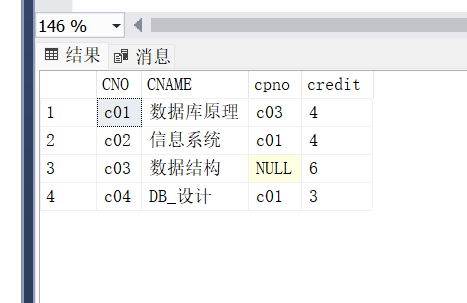 146 %
结果 消息
CNO CNAME cpno credit
1 c01 数据库原理 c03 4
2 c02 信息系统 c01 4
3 c03 数据结构 NULL 6
4 c04 DB_设计 c01 3